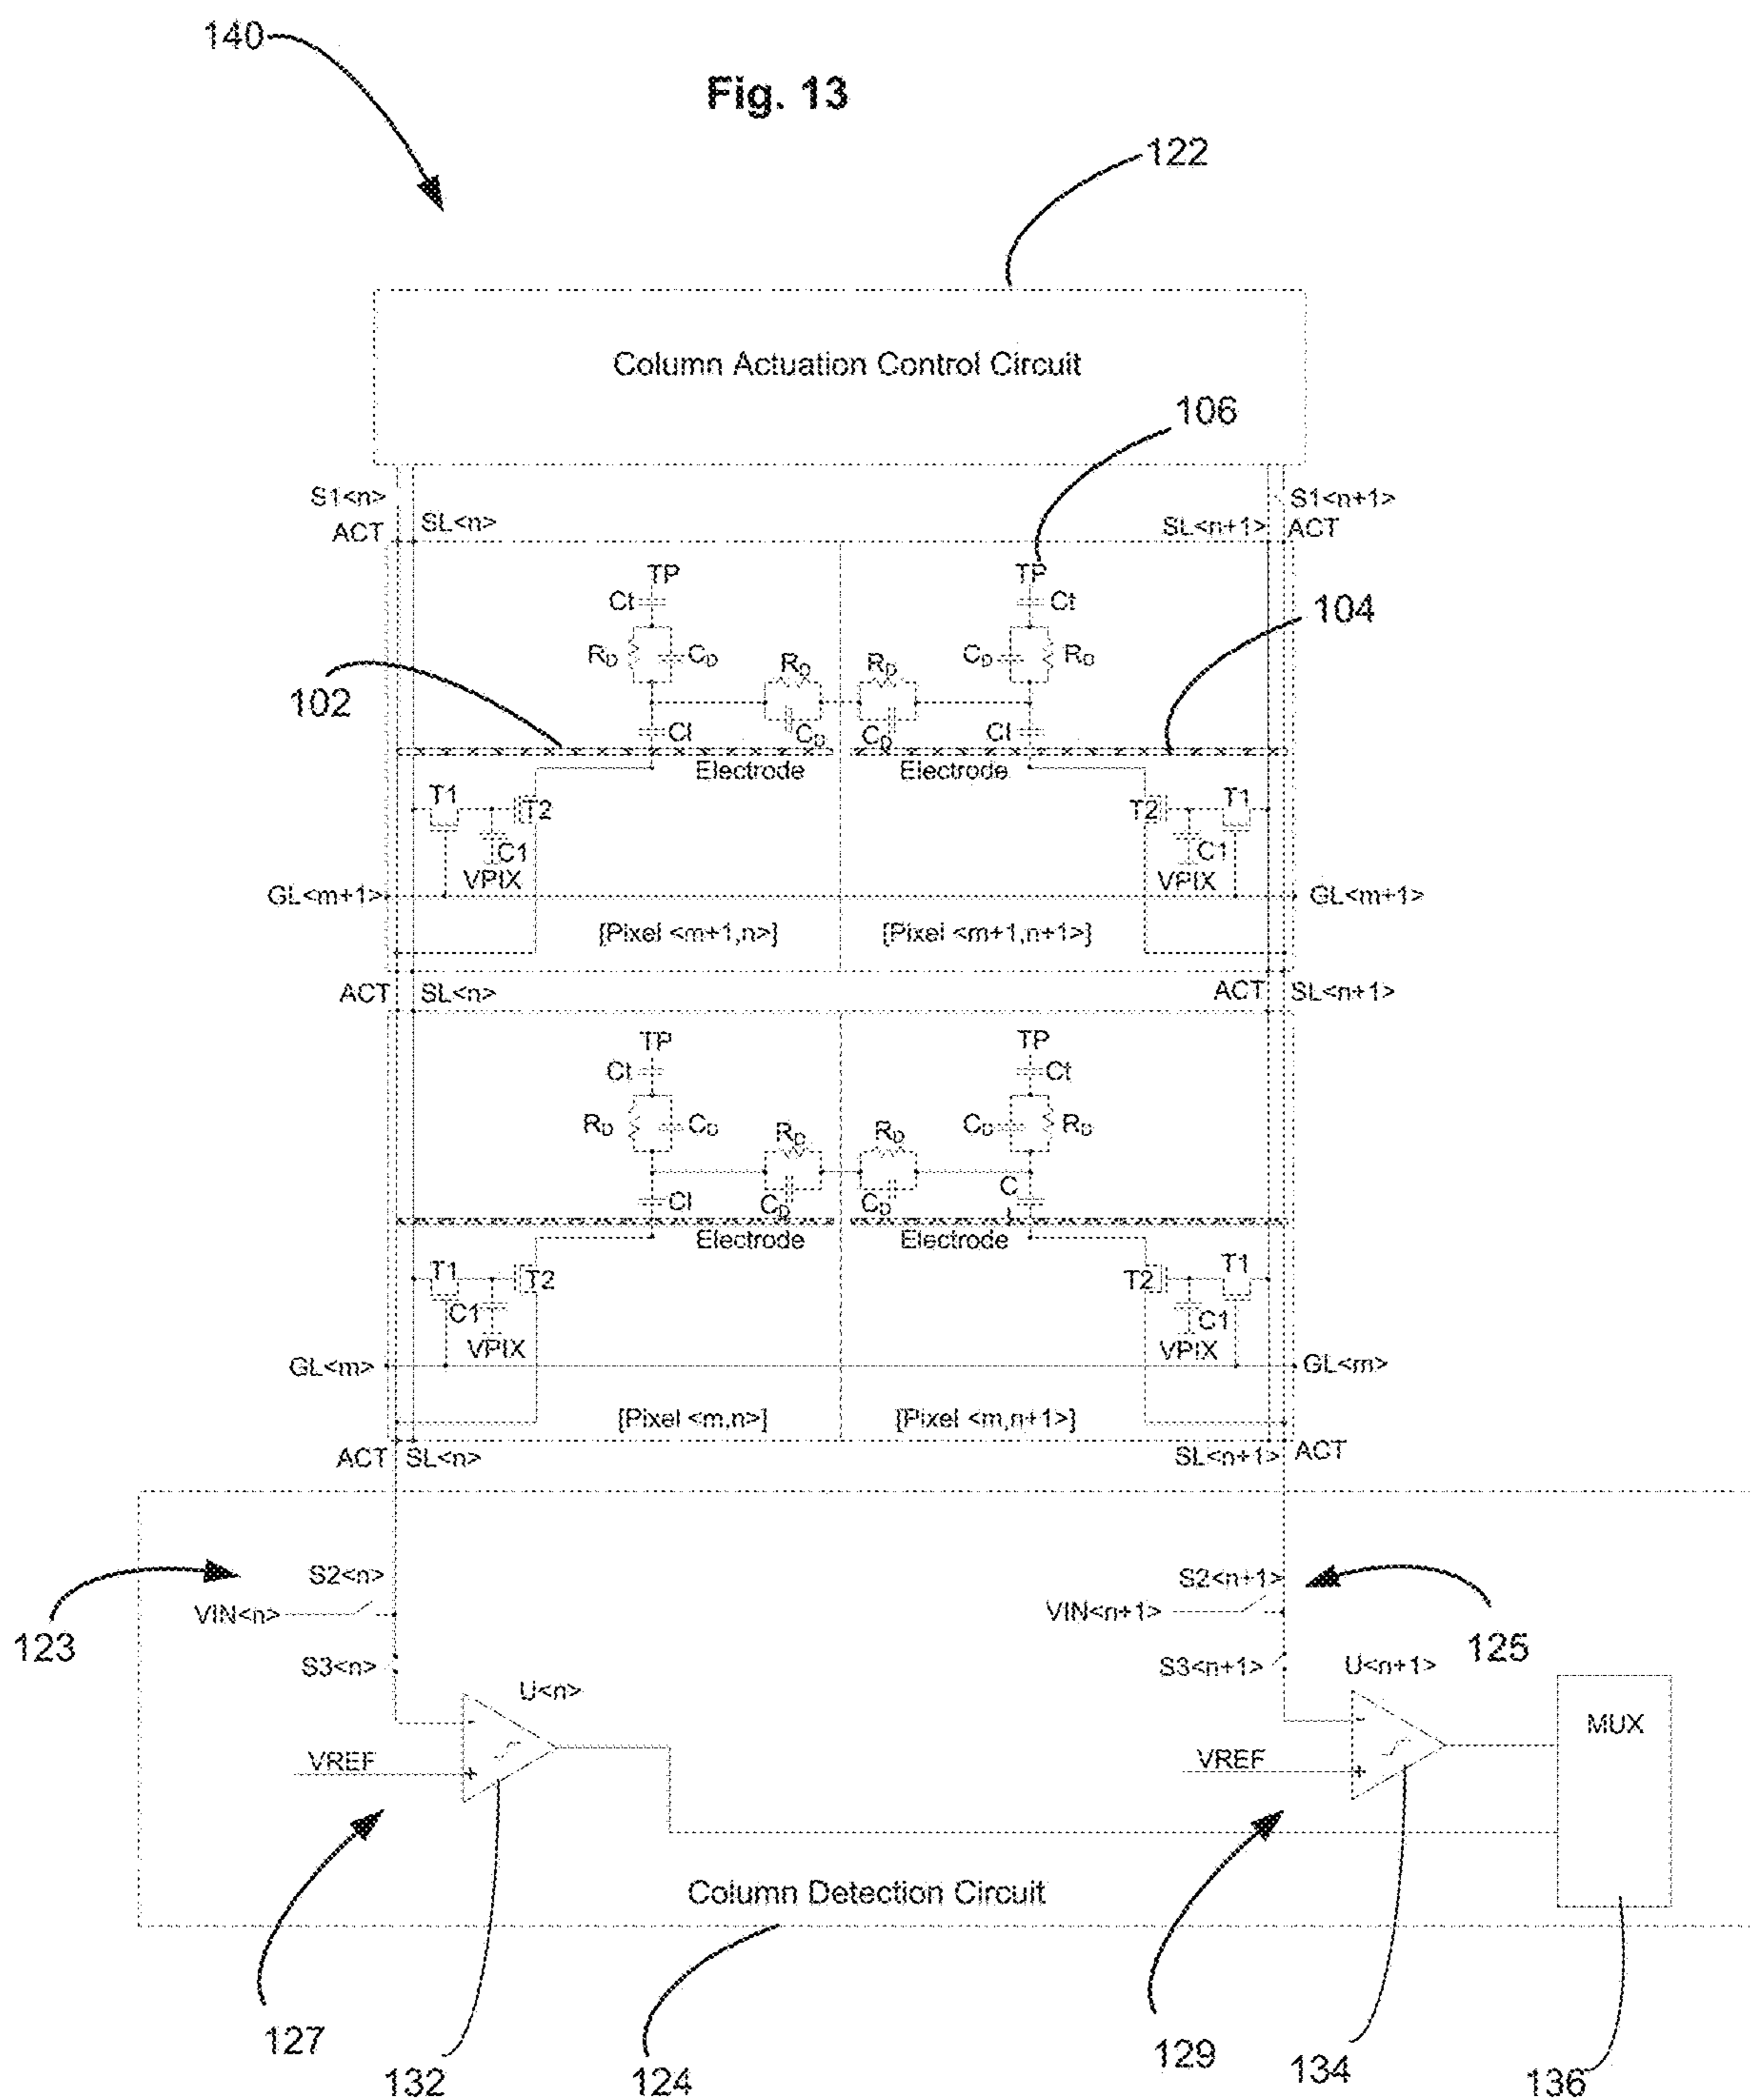 140
Fig. 13
122
Column Actuation Control Circuit
106
S1<n>
S1<n+1>
ACT
SL<n>
SL<n+1>
ACT
TP
TP
Ct
Ct
104
RD
CD
CD
RD
RD
RD
102
CI
CD
CD
CI
Electrode
Electrode
T1
T2
T2
T1
C1
C1
VPIX
VPIX
GL<m+1>
GL<m+1>
[Pixel <m+1,n>]
[Pixel <m+1,n+1>]
ACT
SL<n>
ACT
SL<n+1>
TP
TP
Ct
Ct
RD
CD
CD
RD
RD
RD
CI
CD
CD
C
I
Electrode
Electrode
T1
T2
T2
T1
C1
C1
VPIX
VPIX
GL<m>
GL<m>
[Pixel <m,n>]
[Pixel <m,n+1>]
ACT
SL<n>
SL<n+1>
ACT
123
S2<n>
S2<n+1>
125
VIN<n>
VIN<n+1>
S3<n>
S3<n+1>
U<n>
U<n+1>
-
-
MUX
VREF
+
VREF
+
Column Detection Circuit
127
132
124
129
134
136